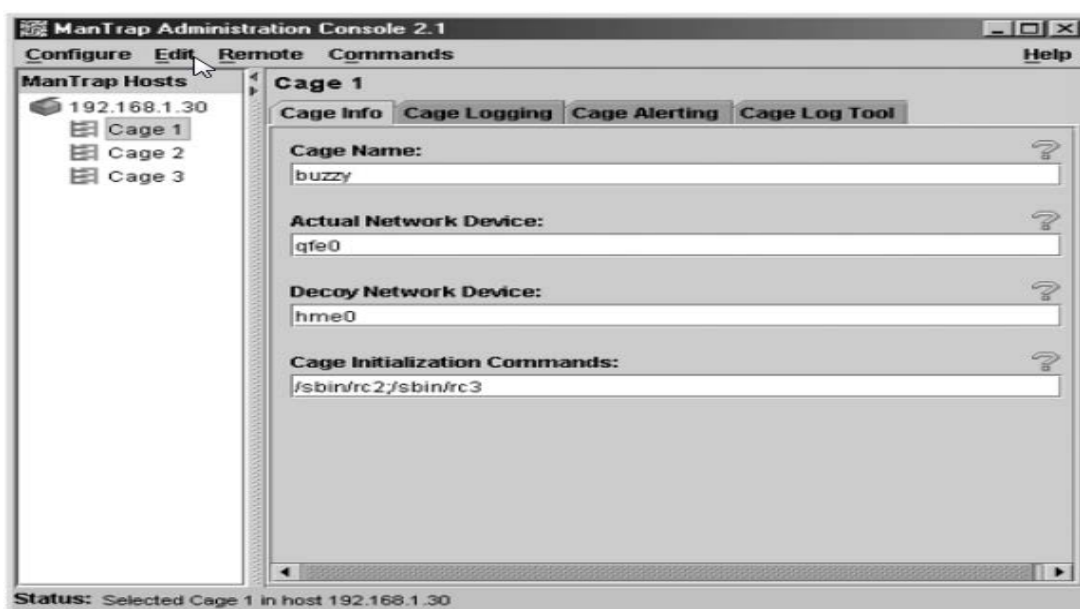 ManTrap Administration Console 2.1
Configure Edit Remote Commands Help
ManTrap Hosts
192.168.1.30
Cage 1
Cage 2
Cage 3
Cage 1
Cage Info Cage Logging Cage Alerting Cage Log Tool
Cage Name:
buzzy
Actual Network Device:
qfe0
Decoy Network Device:
hme0
Cage Initialization Commands:
/sbin/rc2;/sbin/rc3
Status: Selected Cage 1 in host 192.168.1.30